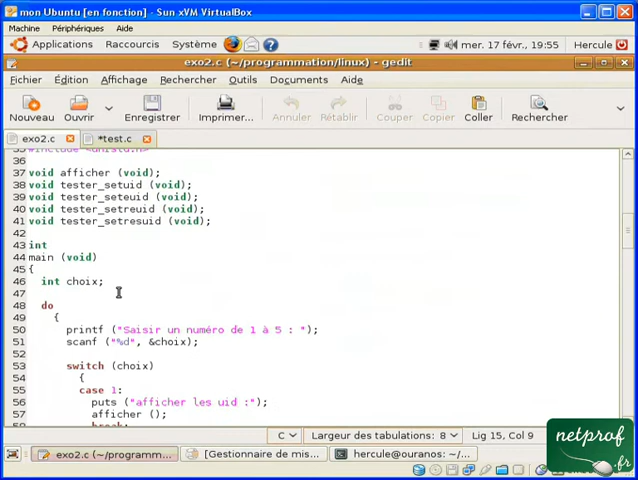 mon Ubuntu [en fonction] - Sun xVM VirtualBox
Machine Périphériques Aide
Applications Raccourcis Système mer. 17 févr., 19:55 Hercule
exo2.c (~/programmation/linux) - gedit
Fichier Édition Affichage Rechercher Outils Documents Aide
Nouveau Ouvrir Enregistrer Imprimer... Annuler Rétablir Couper Copier Coller Rechercher
exo2.c *test.c
35 #include <unistd.h>
36
37 void afficher (void);
38 void tester_setuid (void);
39 void tester_seteuid (void);
40 void tester_setreuid (void);
41 void tester_setresuid (void);
42
43 int
44 main (void)
45 {
46 int choix;
47
48 do
49 {
50 printf ("Saisir un numéro de 1 à 5 : ");
51 scanf ("%d", &choix);
52
53 switch (choix)
54 {
55 case 1:
56 puts ("afficher les uid :");
57 afficher ();
58 break;
C Largeur des tabulations: 8 Lig 15, Col 9
exo2.c (~/programm... [Gestionnaire de mis... hercule@ouranos: ~/...
netprof
.fr